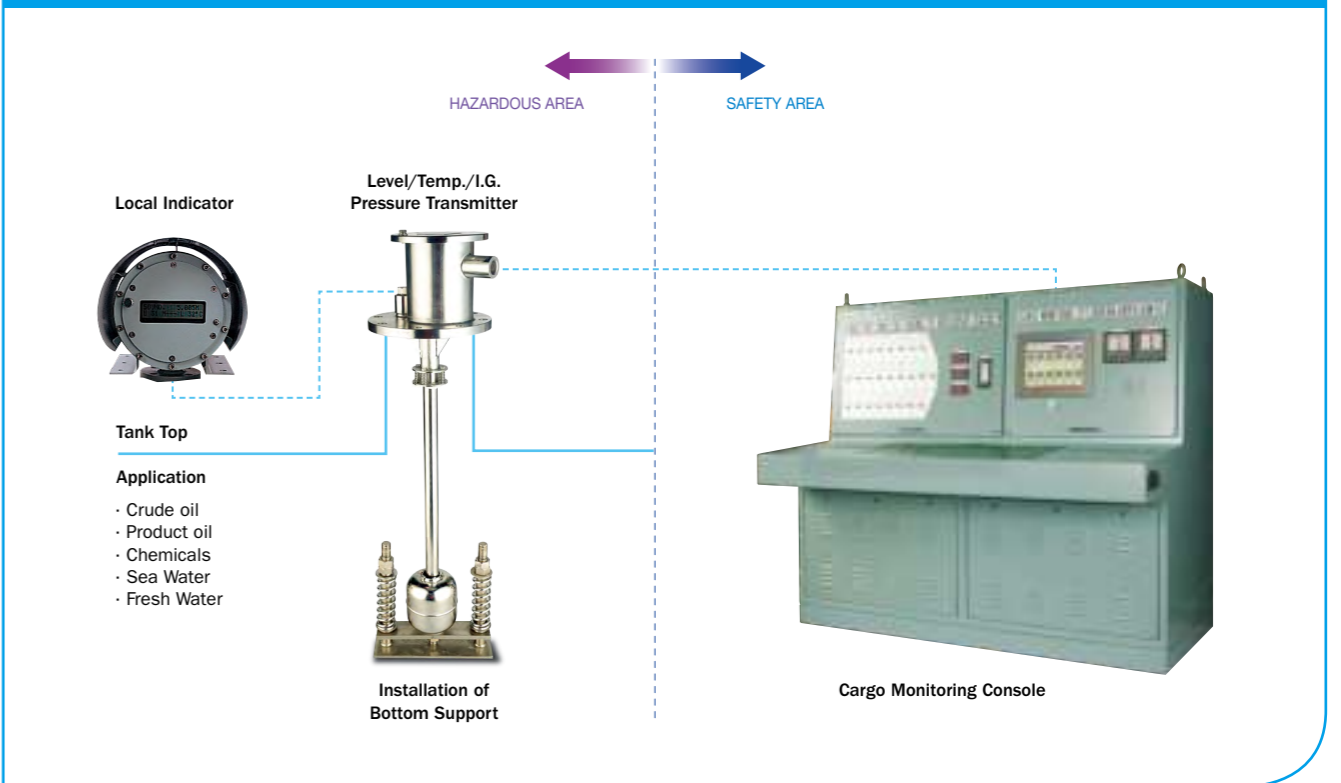 HAZARDOUS AREA
SAFETY AREA
Local Indicator
Level/Temp./I.G.
Pressure Transmitter
Tank Top
Application
· Crude oil
· Product oil
· Chemicals
· Sea Water
· Fresh Water
Installation of
Bottom Support
Cargo Monitoring Console